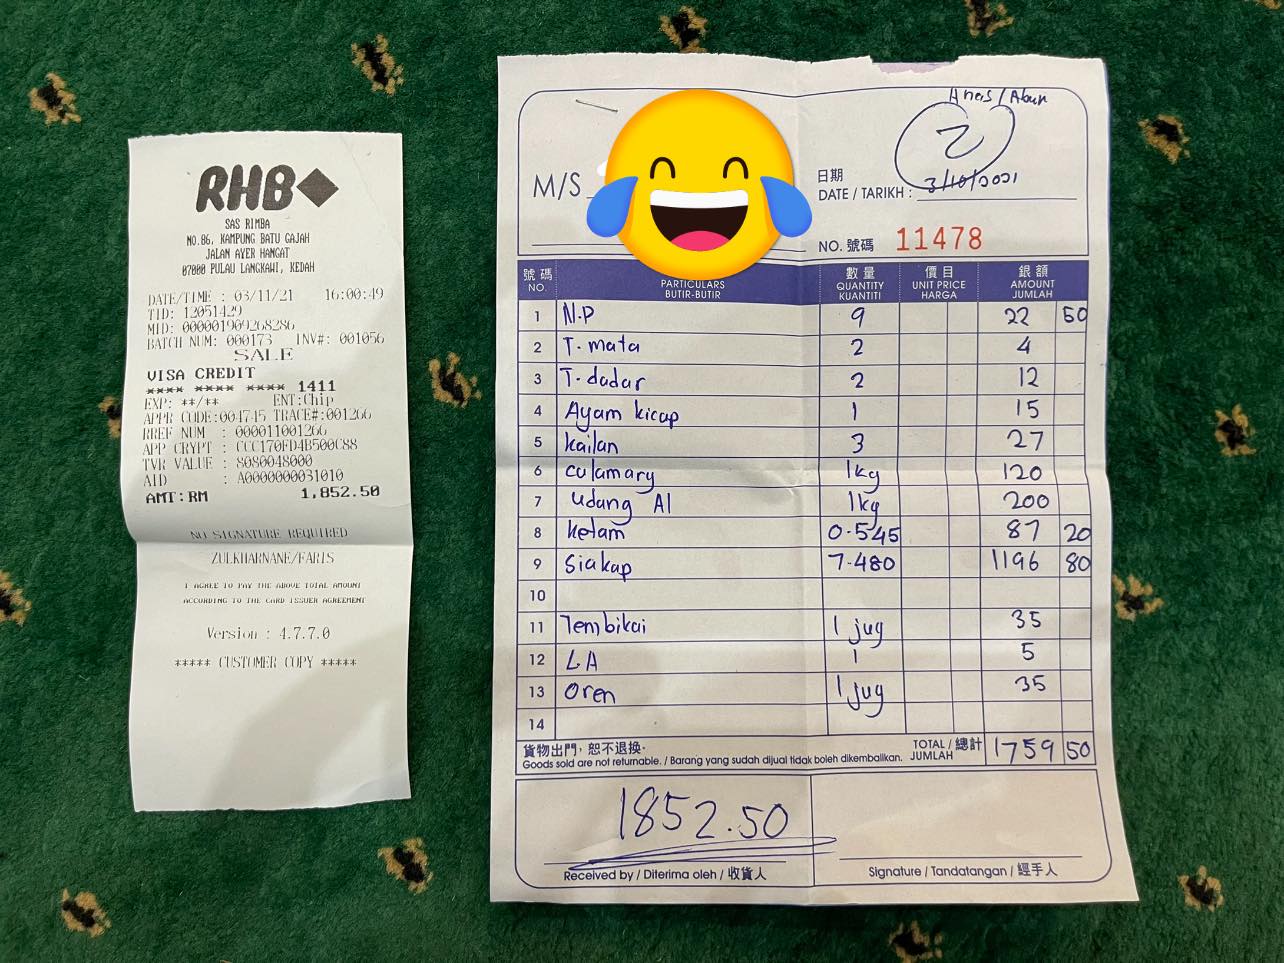 RHB
SAS RIMBA
NO.86, KAMPUNG BATU GAJAH
JALAN AYER HANGAT
07000 PULAU LANGKAWI, KEDAH
DATE/TIME : 03/11/21 16:00:49
TID: 12051429
MID: 000001909268286
BATCH NUM: 000173 INV#: 001056
SALE
VISA CREDIT
**** **** **** 1411
EXP: **/** ENT:Chip
APPR CODE:004745 TRACE#:001266
RREF NUM : 000011001266
APP CRYPT : CCC170FD4B500C88
TVR VALUE : 8080048000
AID : A0000000031010
AMT:RM 1,852.50
NO SIGNATURE REQUIRED
ZULKHARNANE/FARIS
I AGREE TO PAY THE ABOVE TOTAL AMOUNT
ACCORDING TO THE CARD ISSUER AGREEMENT
Version : 4.7.7.0
***** CUSTOMER COPY *****
2
M/S
日期
DATE / TARIKH : 3/10/2021
NO. 號碼 11478
號碼 數量 價目 銀額
NO. PARTICULARS QUANTITY UNIT PRICE AMOUNT
BUTIR-BUTIR KUANTITI HARGA JUMLAH
1 N.P 9 22 50
2 T-mata 2 4
3 T-dadar 2 12
4 Ayam kicap 1 15
5 kailan 3 27
6 culamary 1kg 120
7 Udang A1 1kg 200
8 ketam 0.545 87 20
9 Siakap 7.480 1196 80
10
11 Tembikai 1 jug 35
12 LA 1 5
13 Oren 1 jug 35
14
貨物出門，恕不退換． TOTAL / 總計
Goods sold are not returnable. / Barang yang sudah dijual tidak boleh dikembalikan. JUMLAH 1759 50
1852.50
Received by / Diterima oleh / 收貨人 Signature / Tandatangan / 經手人